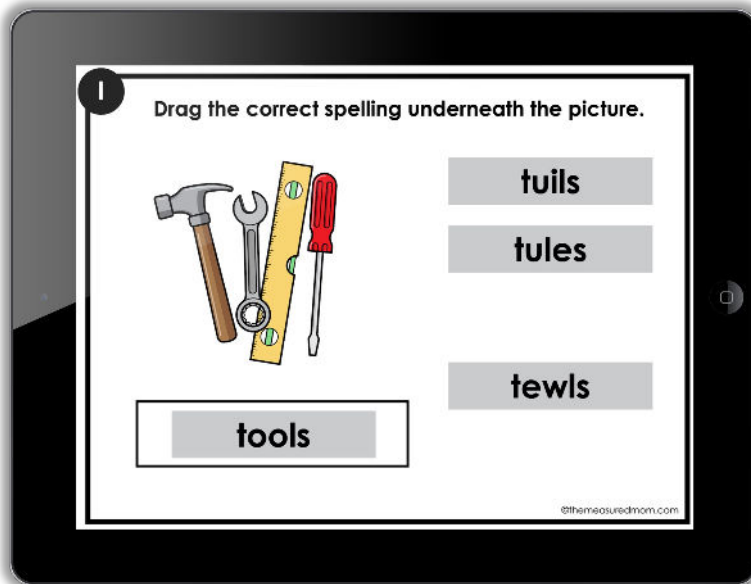 1
Drag the correct spelling underneath the picture.
tuils
tules
tewls
tools
©themeasuredmom.com